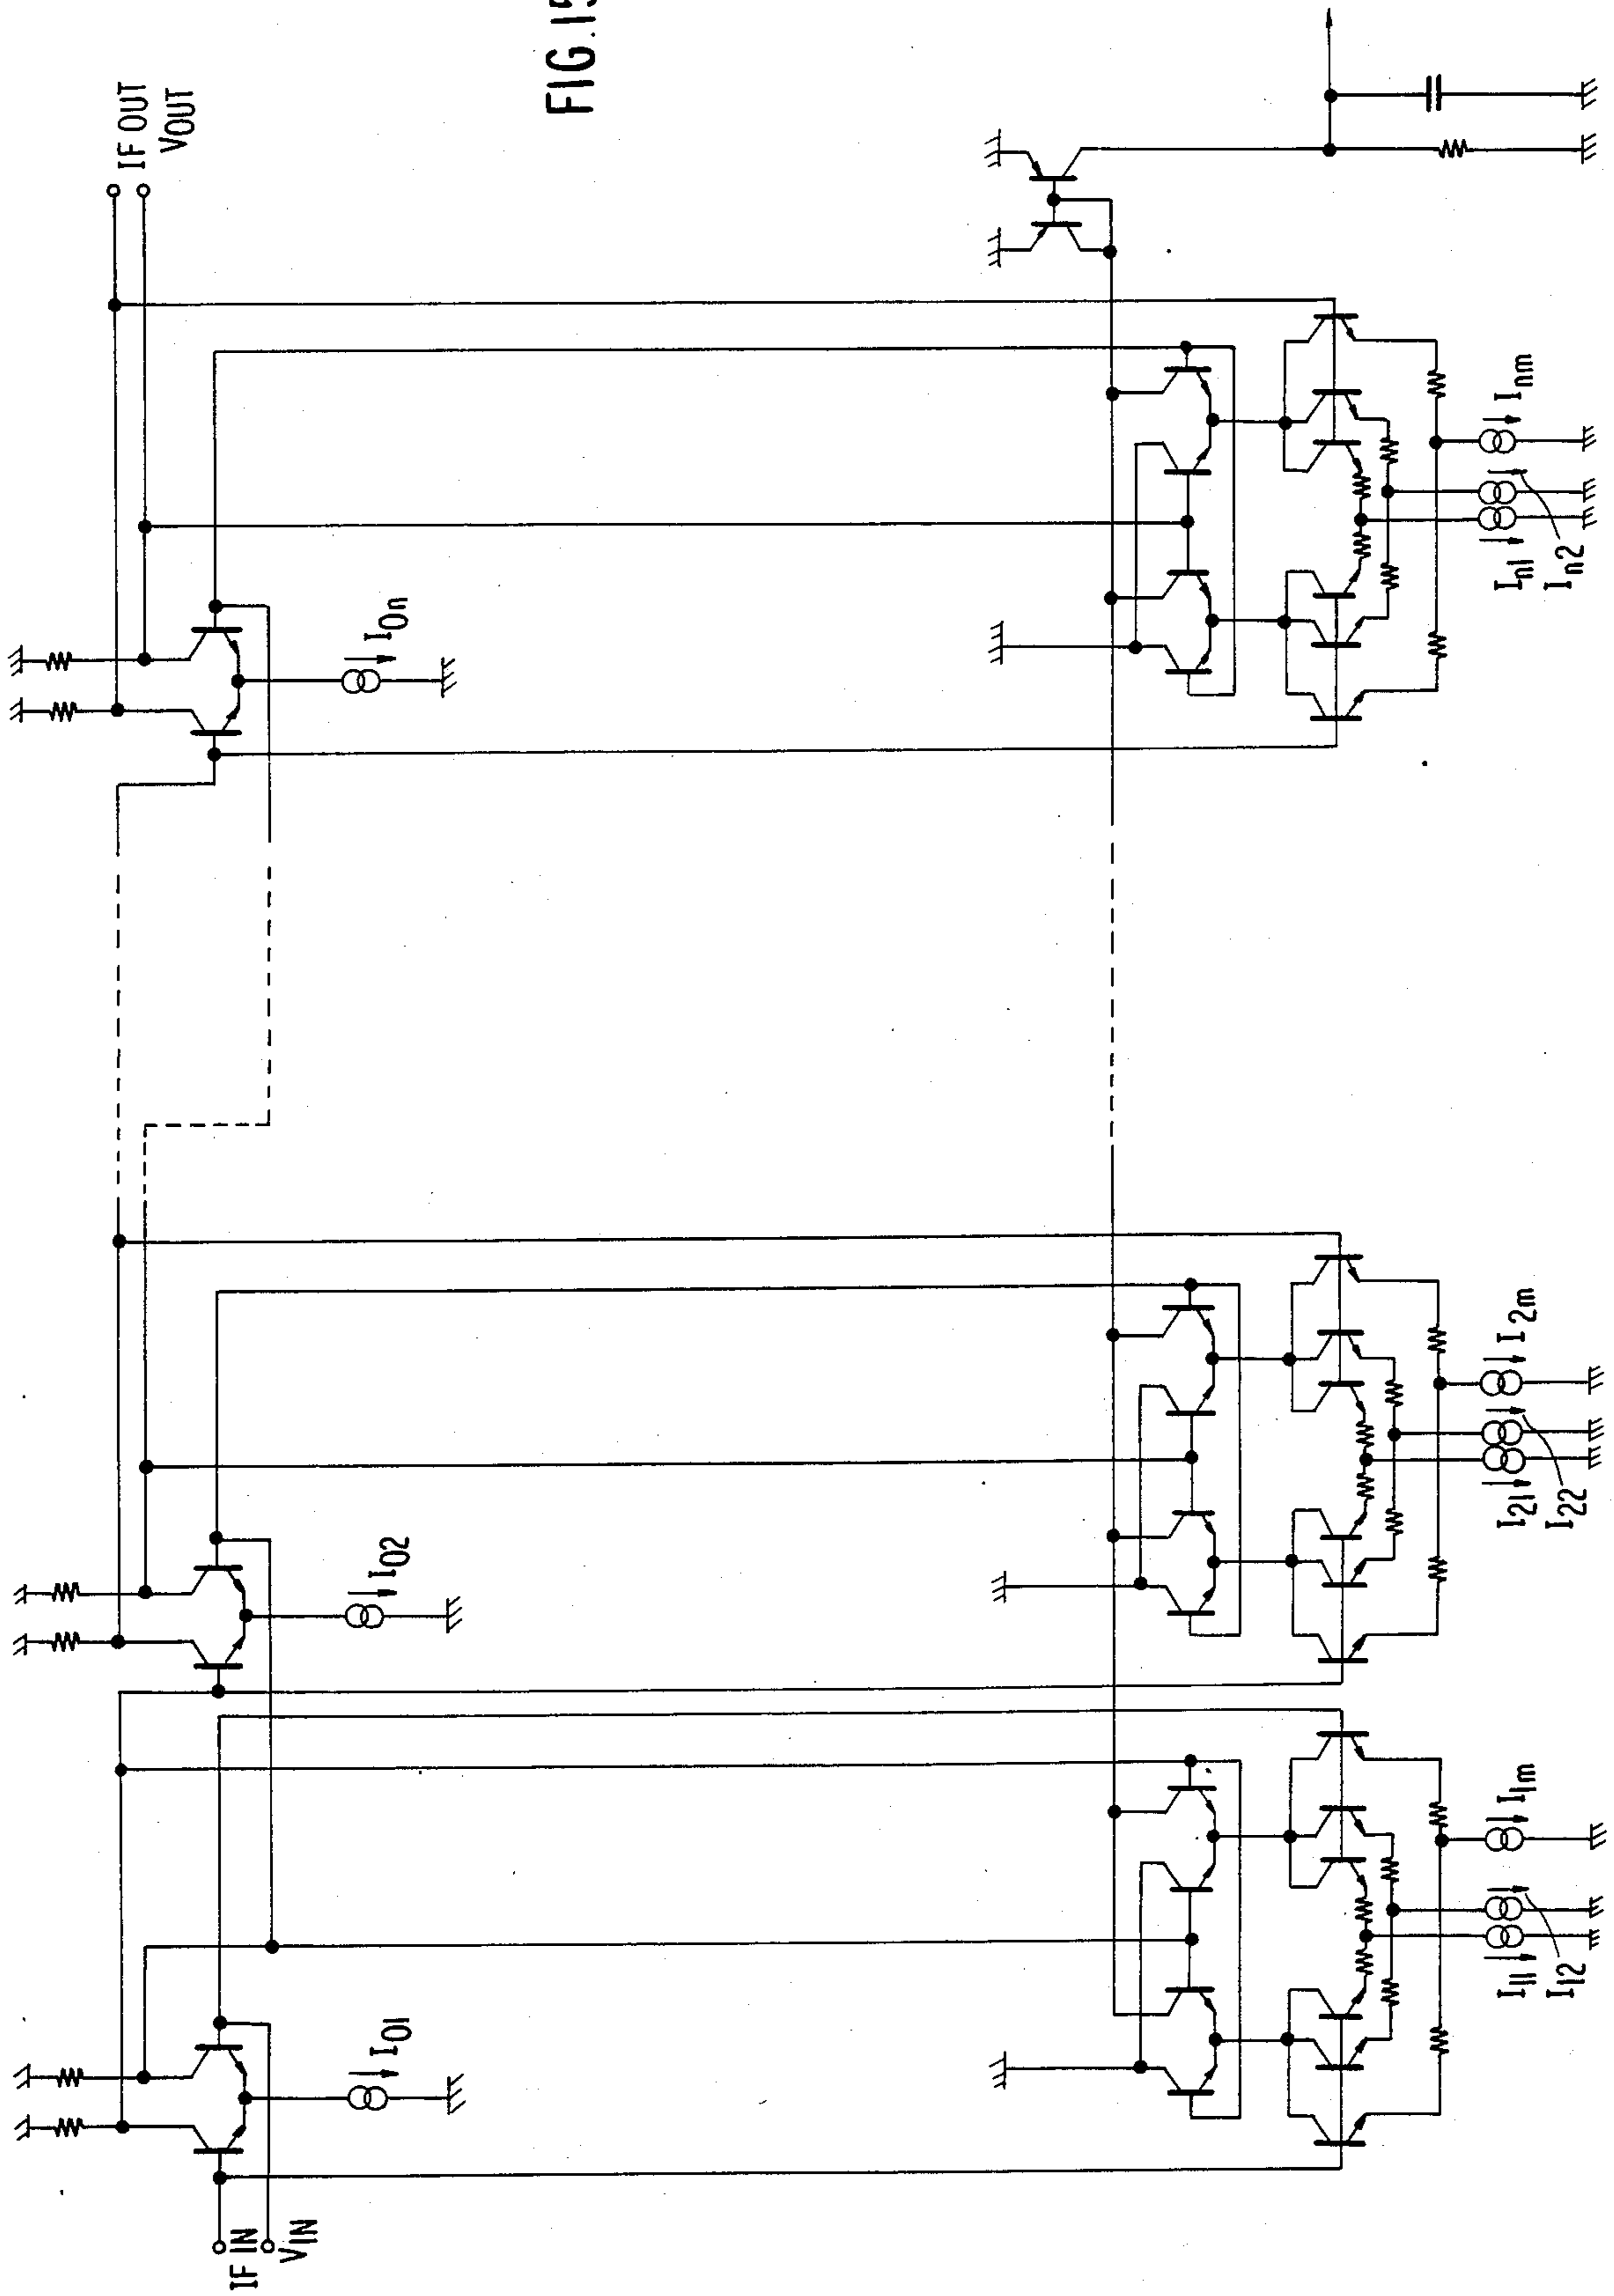 FIG.15
IF OUT
VOUT
IF IN
VIN
I01
I02
I0n
I11
I12
I1m
I21
I22
I2m
In1
In2
Inm